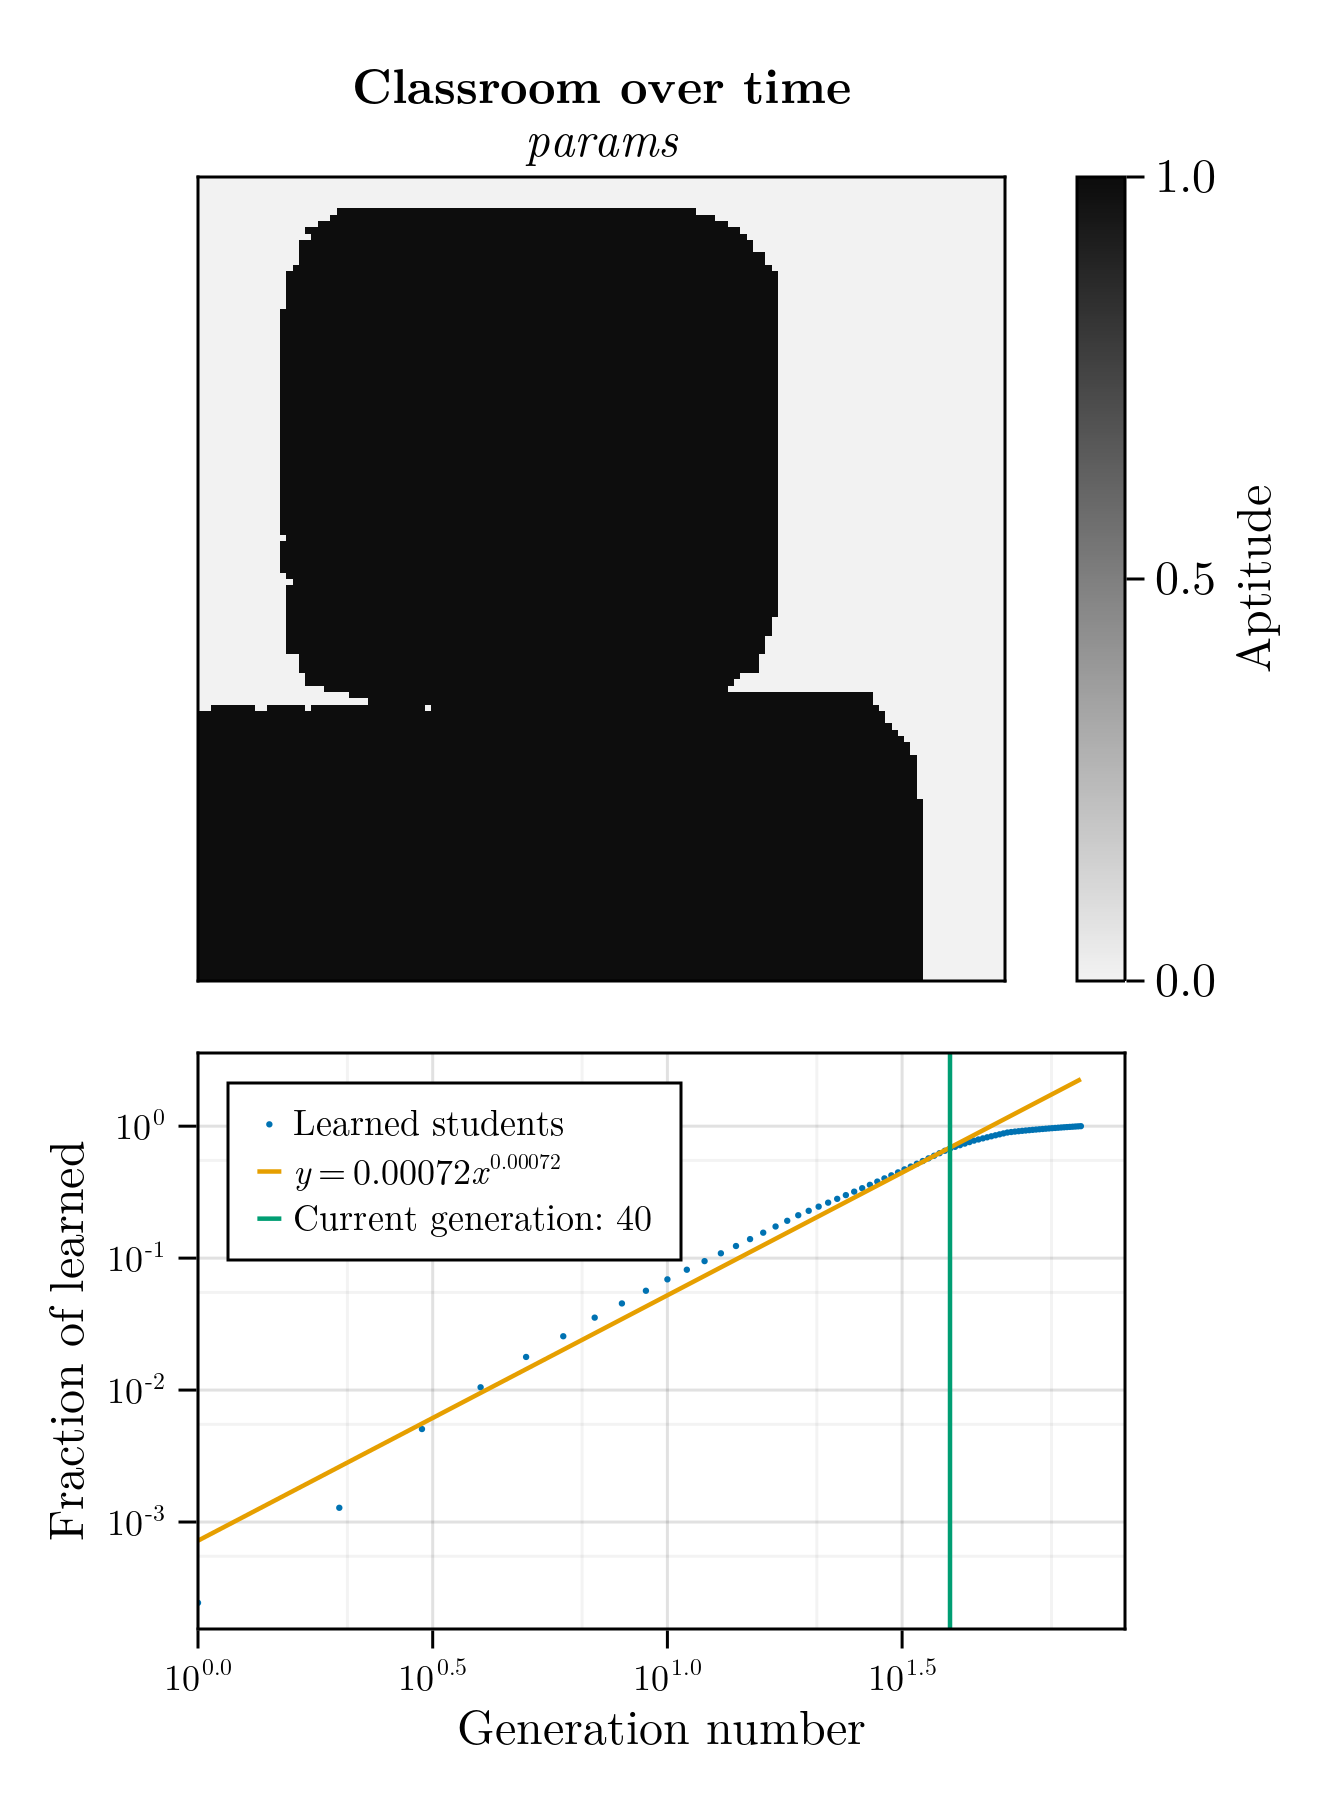 Classroom over time
params
1.0
0.5
0.0
Aptitude
Learned students
y = 0.00072x^0.00072
Current generation: 40
10^0
10^-1
10^-2
10^-3
Fraction of learned
10^0.0 10^0.5 10^1.0 10^1.5
Generation number